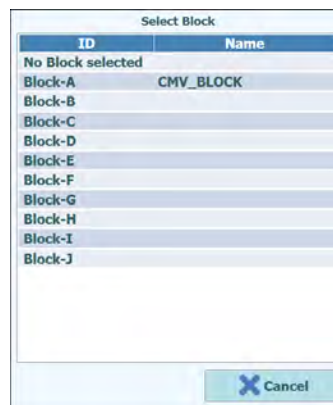 Select Block
ID Name
No Block selected
Block-A CMV_BLOCK
Block-B
Block-C
Block-D
Block-E
Block-F
Block-G
Block-H
Block-I
Block-J
Cancel